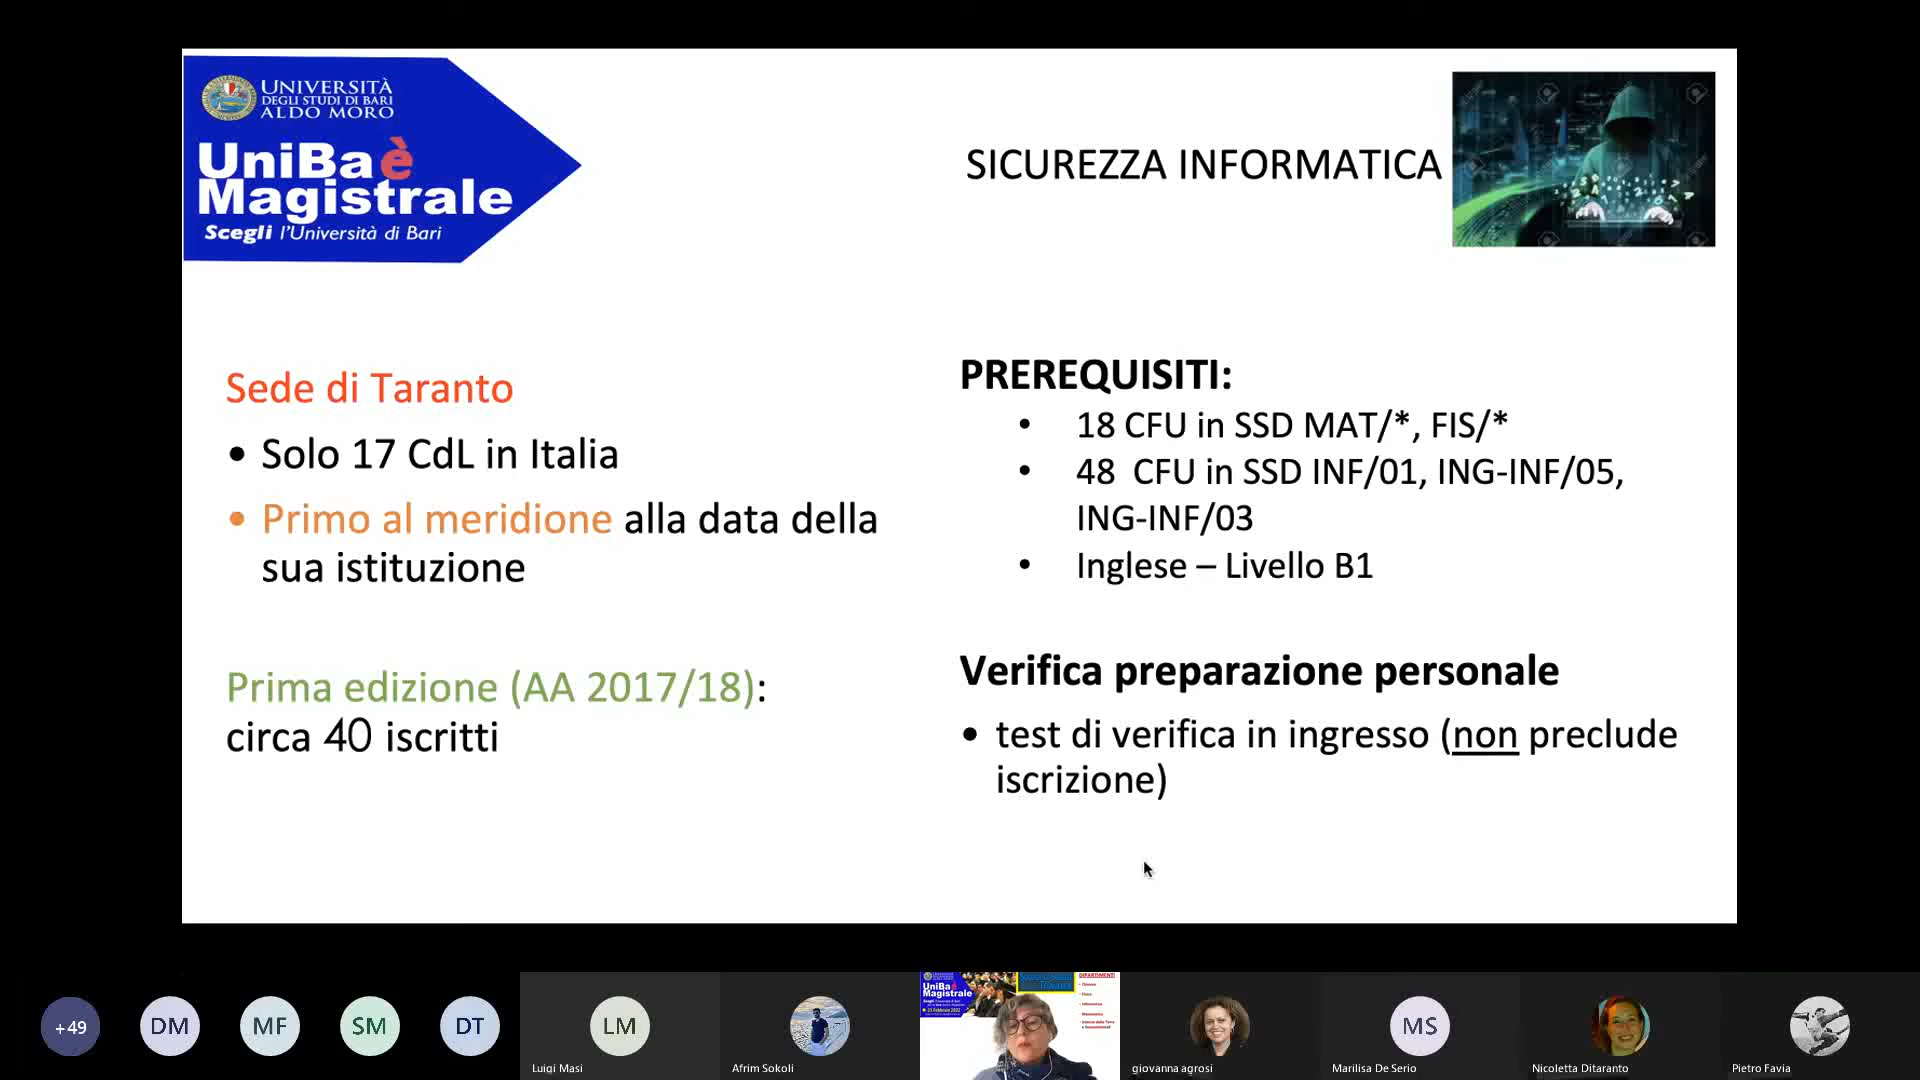 UNIVERSITÀ
DEGLI STUDI DI BARI
ALDO MORO
UniBa è
Magistrale
Scegli l'Università di Bari
SICUREZZA INFORMATICA
Sede di Taranto
• Solo 17 CdL in Italia
• Primo al meridione alla data della
sua istituzione
Prima edizione (AA 2017/18):
circa 40 iscritti
PREREQUISITI:
• 18 CFU in SSD MAT/*, FIS/*
• 48 CFU in SSD INF/01, ING-INF/05,
ING-INF/03
• Inglese – Livello B1
Verifica preparazione personale
• test di verifica in ingresso (non preclude
iscrizione)
+49
DM
MF
SM
DT
LM
Luigi Masi
Afrim Sokoli
UniBa è
Magistrale
DIPARTIMENTI
giovanna agrosi
MS
Marilisa De Serio
Nicoletta Ditaranto
Pietro Favia